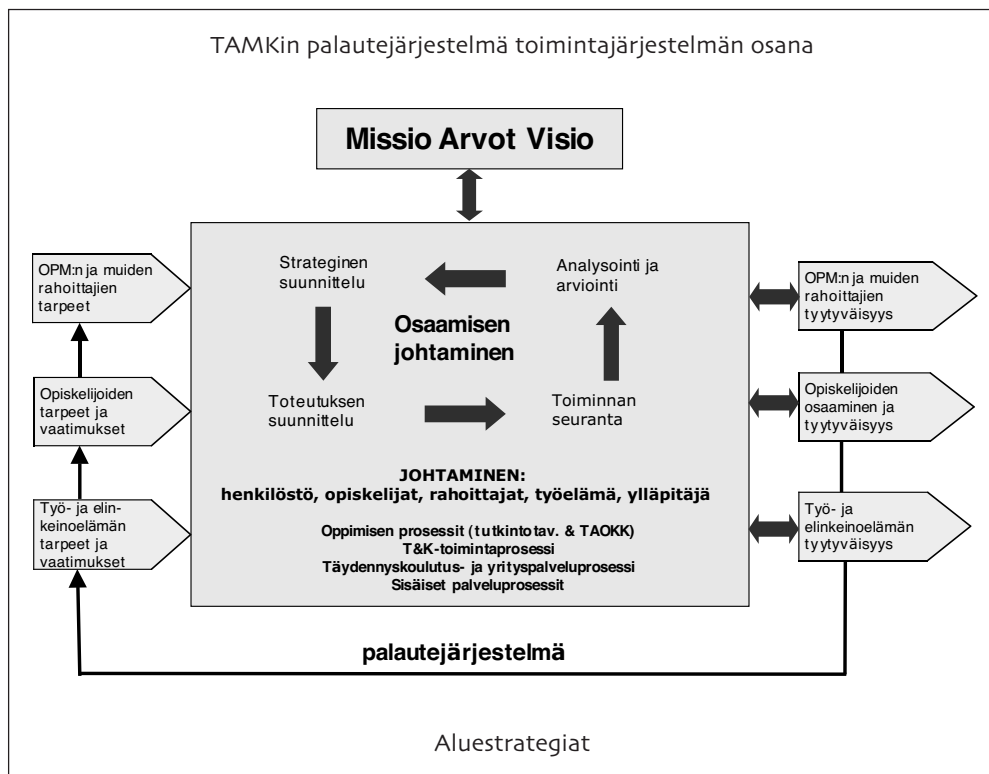 TAMKin palautejärjestelmä toimintajärjestelmän osana
Missio Arvot Visio
OPM:n ja muiden
rahoittajien
tarpeet
Opiskelijoiden
tarpeet ja
vaatimukset
Työ- ja elin-
keinoelämän
tarpeet ja
vaatimukset
Strateginen
suunnittelu
Analysointi ja
arviointi
Osaamisen
johtaminen
Toteutuksen
suunnittelu
Toiminnan
seuranta
JOHTAMINEN:
henkilöstö, opiskelijat, rahoittajat, työelämä, ylläpitäjä
Oppimisen prosessit (tutkintotav. & TAOKK)
T&K-toimintaprosessi
Täydennyskoulutus- ja yrityspalveluprosessi
Sisäiset palveluprosessit
OPM:n ja muiden
rahoittajien
tyytyväisyys
Opiskelijoiden
osaaminen ja
tyytyväisyys
Työ- ja
elinkeinoelämän
tyytyväisyys
palautejärjestelmä
Aluestrategiat